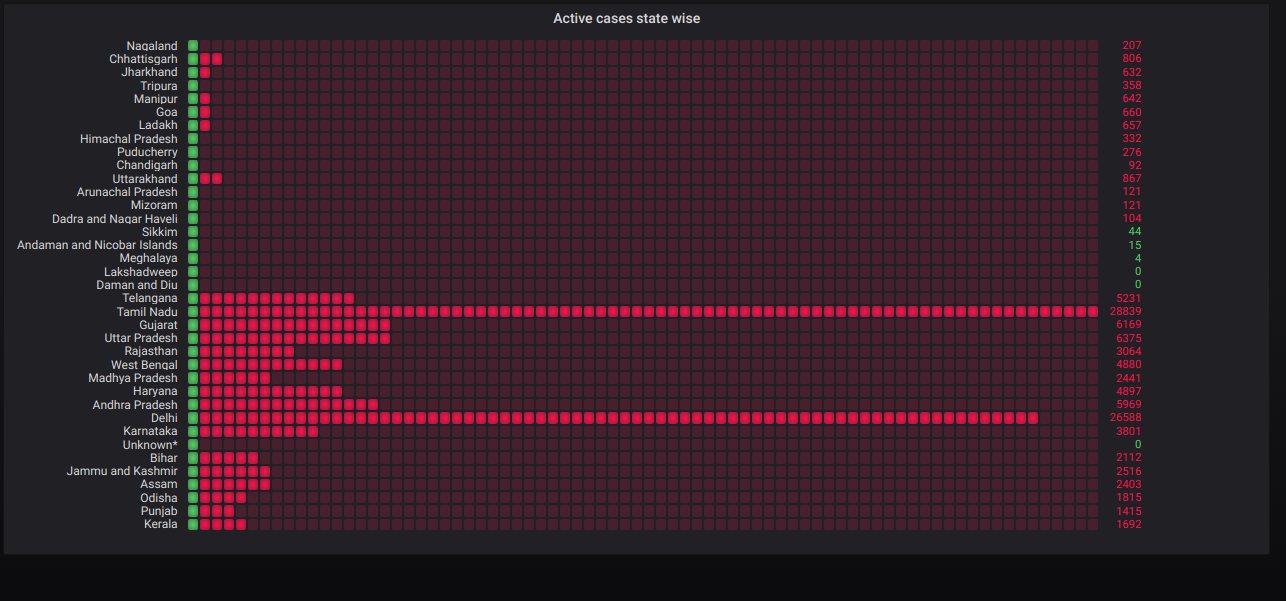 Active cases state wise
Nagaland 207
Chhattisgarh 806
Jharkhand 632
Tripura 358
Manipur 642
Goa 660
Ladakh 657
Himachal Pradesh 332
Puducherry 276
Chandigarh 92
Uttarakhand 867
Arunachal Pradesh 121
Mizoram 121
Dadra and Nagar Haveli 104
Sikkim 44
Andaman and Nicobar Islands 15
Meghalaya 4
Lakshadweep 0
Daman and Diu 0
Telangana 5231
Tamil Nadu 28839
Gujarat 6169
Uttar Pradesh 6375
Rajasthan 3064
West Bengal 4880
Madhya Pradesh 2441
Haryana 4897
Andhra Pradesh 5969
Delhi 26588
Karnataka 3801
Unknown* 0
Bihar 2112
Jammu and Kashmir 2516
Assam 2403
Odisha 1815
Punjab 1415
Kerala 1692